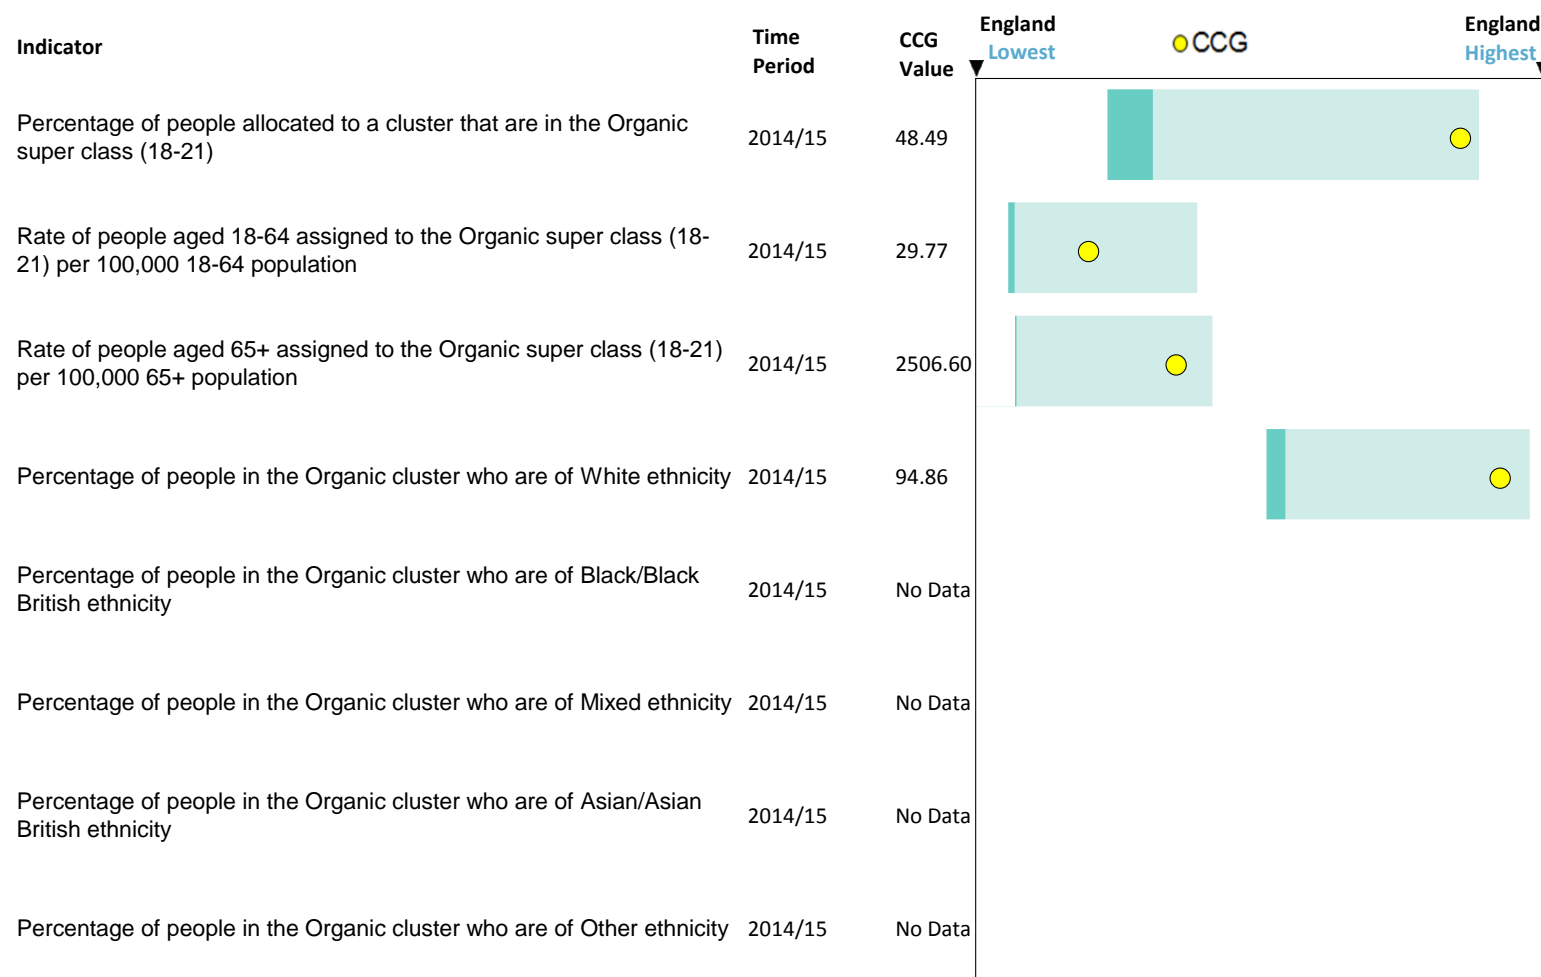 Indicator
Time
Period
CCG
Value
England
Lowest
CCG
England
Highest
Percentage of people allocated to a cluster that are in the Organic
super class (18-21)
2014/15
48.49
Rate of people aged 18-64 assigned to the Organic super class (18-
21) per 100,000 18-64 population
2014/15
29.77
Rate of people aged 65+ assigned to the Organic super class (18-21)
per 100,000 65+ population
2014/15
2506.60
Percentage of people in the Organic cluster who are of White ethnicity
2014/15
94.86
Percentage of people in the Organic cluster who are of Black/Black
British ethnicity
2014/15
No Data
Percentage of people in the Organic cluster who are of Mixed ethnicity
2014/15
No Data
Percentage of people in the Organic cluster who are of Asian/Asian
British ethnicity
2014/15
No Data
Percentage of people in the Organic cluster who are of Other ethnicity
2014/15
No Data